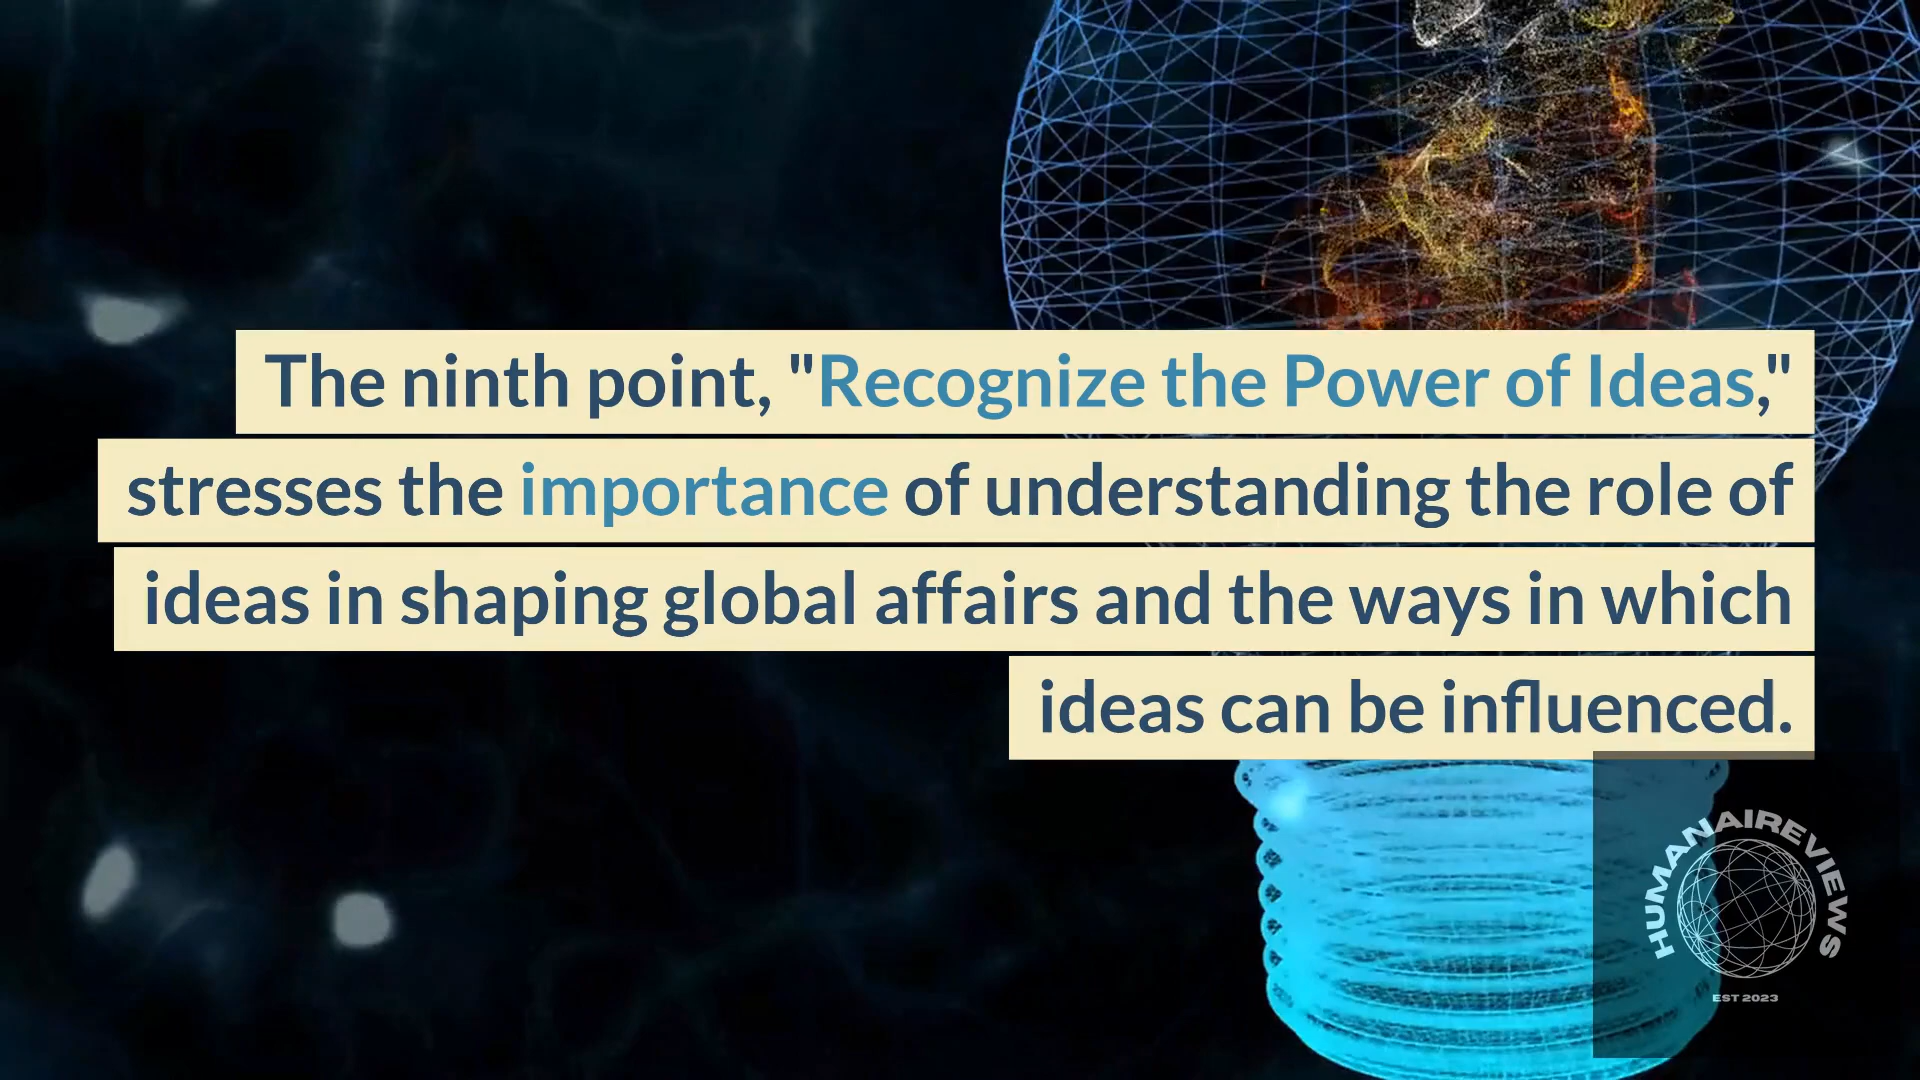 The ninth point, "Recognize the Power of Ideas,"
stresses the importance of understanding the role of
ideas in shaping global affairs and the ways in which
ideas can be influenced.
HUMANAIREVIEWS
EST 2023